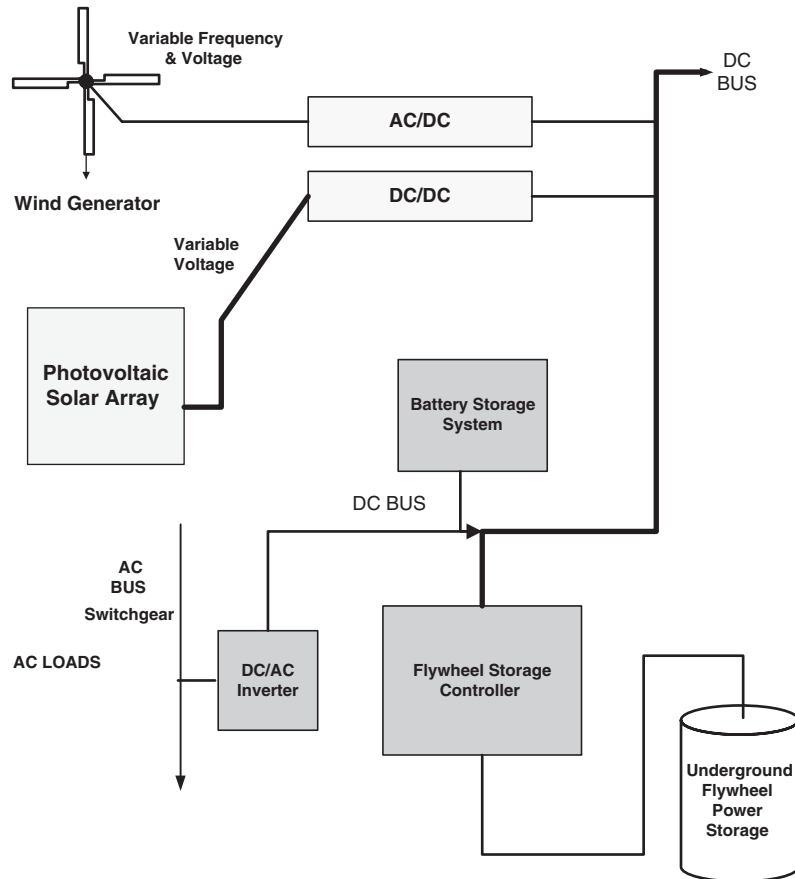 Variable Frequency
& Voltage
DC
BUS
AC/DC
Wind Generator
DC/DC
Variable
Voltage
Photovoltaic
Solar Array
Battery Storage
System
DC BUS
AC
BUS
Switchgear
AC LOADS
DC/AC
Inverter
Flywheel Storage
Controller
Underground
Flywheel
Power
Storage